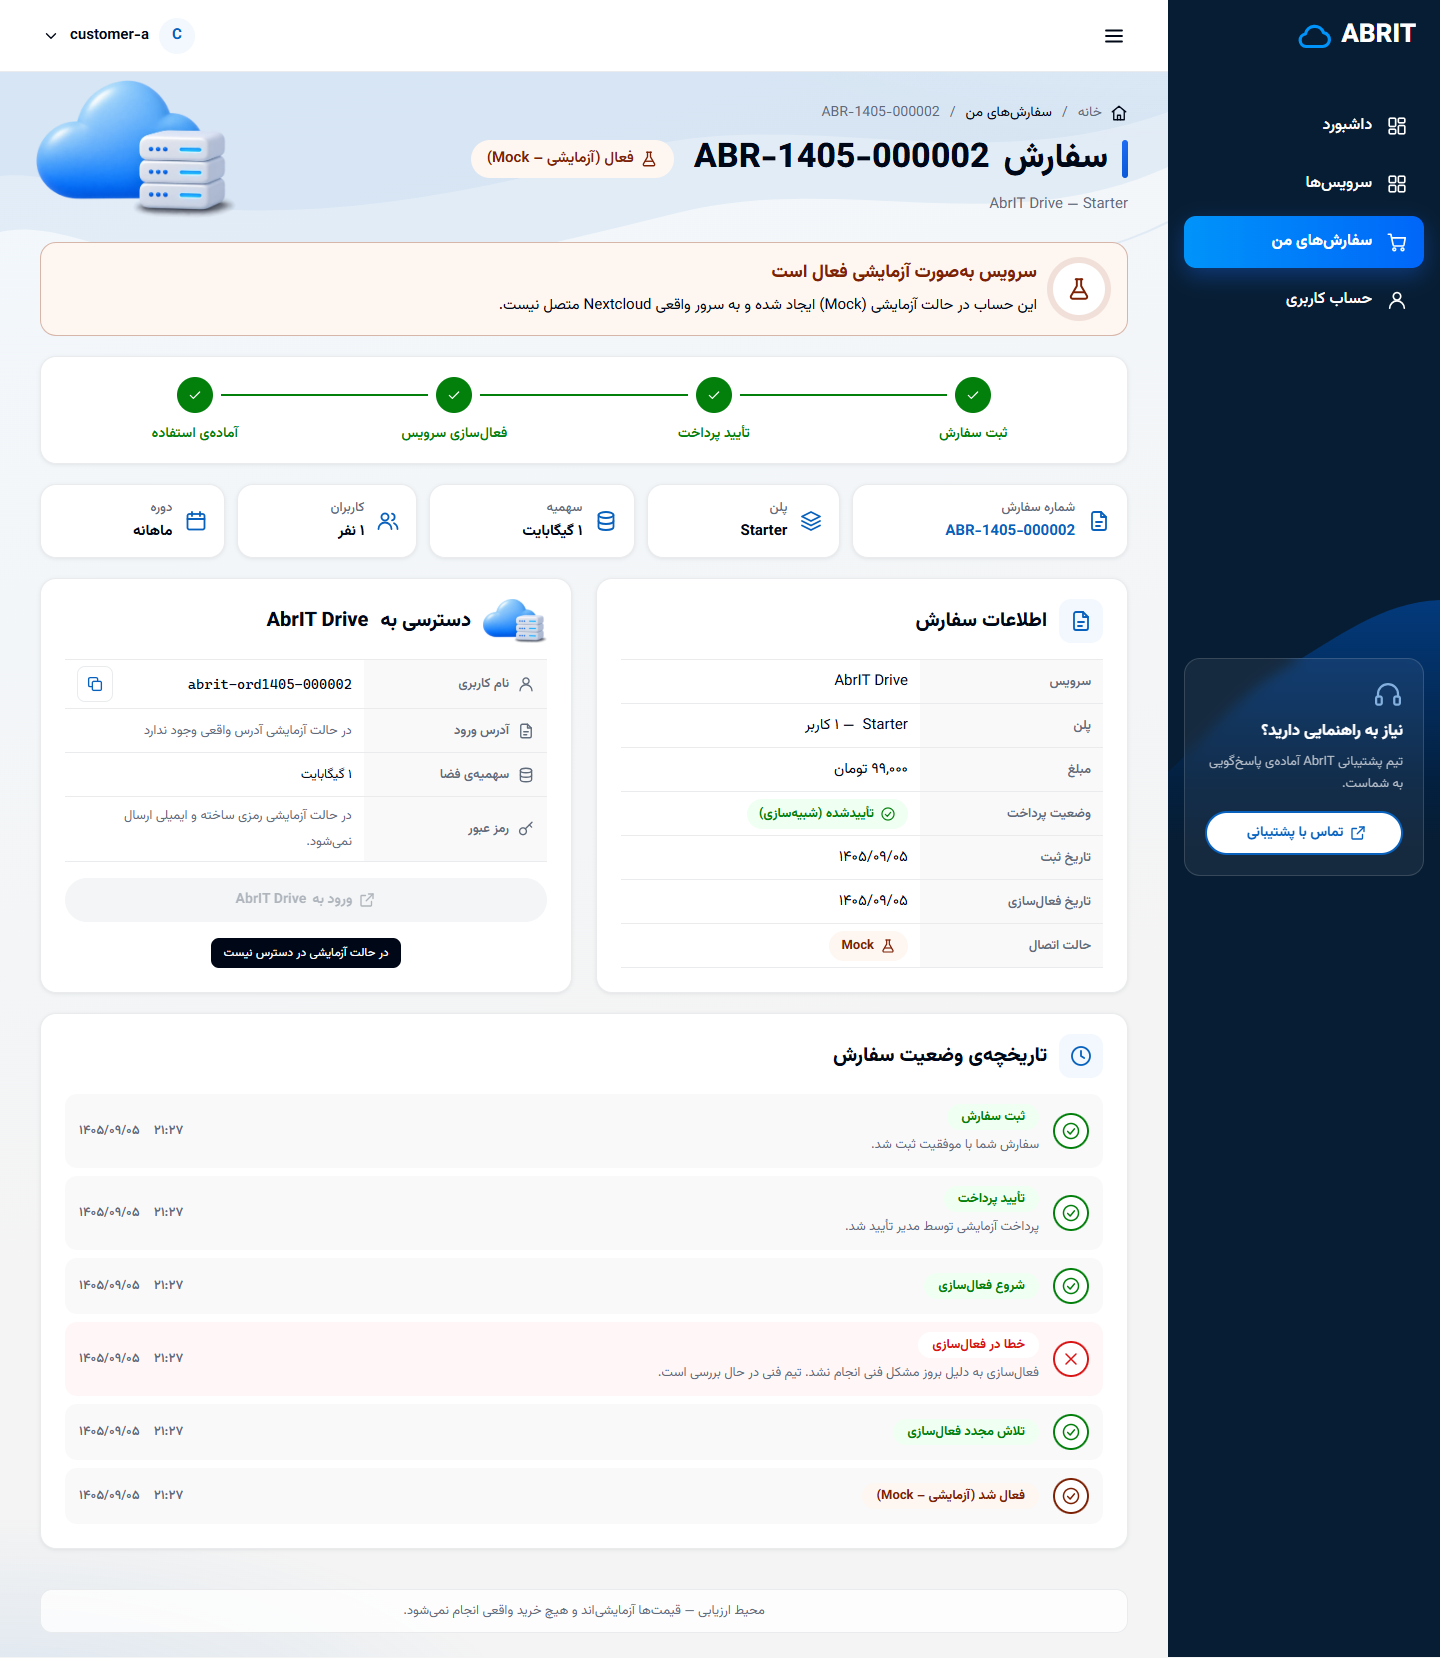 ABRIT
داشبورد
سرویس‌ها
سفارش‌های من
حساب کاربری
نیاز به راهنمایی دارید؟
تیم پشتیبانی AbrIT آماده‌ی پاسخ‌گویی
به شماست.
تماس با پشتیبانی
C customer-a
خانه / سفارش‌های من / ABR-1405-000002
سفارش ABR-1405-000002
فعال (آزمایشی – Mock)
AbrIT Drive — Starter
سرویس به‌صورت آزمایشی فعال است
این حساب در حالت آزمایشی (Mock) ایجاد شده و به سرور واقعی Nextcloud متصل نیست.
ثبت سفارش
تأیید پرداخت
فعال‌سازی سرویس
آماده‌ی استفاده
شماره سفارش
ABR-1405-000002
پلن
Starter
سهمیه
۱ گیگابایت
کاربران
۱ نفر
دوره
ماهانه
اطلاعات سفارش
سرویس AbrIT Drive
پلن Starter — ۱ کاربر
مبلغ ۹۹,۰۰۰ تومان
وضعیت پرداخت تأییدشده (شبیه‌سازی)
تاریخ ثبت ۱۴۰۵/۰۹/۰۵
تاریخ فعال‌سازی ۱۴۰۵/۰۹/۰۵
حالت اتصال Mock
دسترسی به AbrIT Drive
نام کاربری abrit-ord1405-000002
آدرس ورود در حالت آزمایشی آدرس واقعی وجود ندارد
سهمیه‌ی فضا ۱ گیگابایت
رمز عبور در حالت آزمایشی رمزی ساخته و ایمیلی ارسال
نمی‌شود.
ورود به AbrIT Drive
در حالت آزمایشی در دسترس نیست
تاریخچه‌ی وضعیت سفارش
ثبت سفارش
سفارش شما با موفقیت ثبت شد.
۱۴۰۵/۰۹/۰۵ ۲۱:۲۷
تأیید پرداخت
پرداخت آزمایشی توسط مدیر تأیید شد.
۱۴۰۵/۰۹/۰۵ ۲۱:۲۷
شروع فعال‌سازی
۱۴۰۵/۰۹/۰۵ ۲۱:۲۷
خطا در فعال‌سازی
فعال‌سازی به دلیل بروز مشکل فنی انجام نشد. تیم فنی در حال بررسی است.
۱۴۰۵/۰۹/۰۵ ۲۱:۲۷
تلاش مجدد فعال‌سازی
۱۴۰۵/۰۹/۰۵ ۲۱:۲۷
فعال شد (آزمایشی – Mock)
۱۴۰۵/۰۹/۰۵ ۲۱:۲۷
محیط ارزیابی — قیمت‌ها آزمایشی‌اند و هیچ خرید واقعی انجام نمی‌شود.